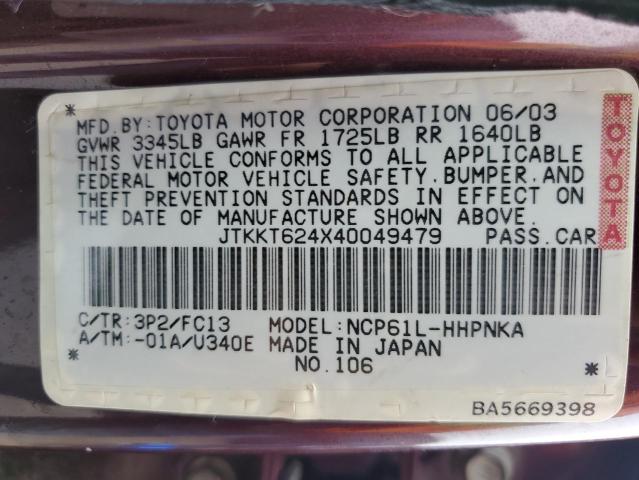 MFD.BY:TOYOTA MOTOR CORPORATION 06/03
GVWR 3345LB GAWR FR 1725LB RR 1640LB
THIS VEHICLE CONFORMS TO ALL APPLICABLE
FEDERAL MOTOR VEHICLE SAFETY.BUMPER.AND
THEFT PREVENTION STANDARDS IN EFFECT ON
THE DATE OF MANUFACTURE SHOWN ABOVE.
JTKKT624X40049479 PASS.CAR
C/TR:3P2/FC13 MODEL:NCP61L-HHPNKA
A/TM:-01A/U340E MADE IN JAPAN
NO.106
BA5669398
TOYOTA